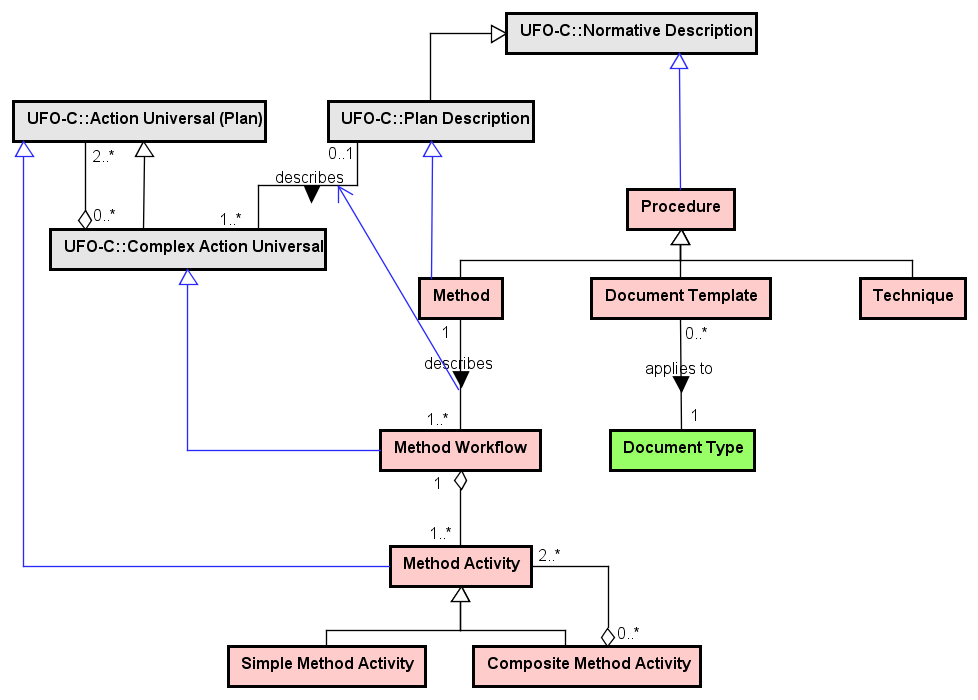 UFO-C::Normative Description
UFO-C::Action Universal (Plan)
UFO-C::Plan Description
2..*
0..1
describes
0..*
1..*
Procedure
UFO-C::Complex Action Universal
Method
Document Template
Technique
1
0..*
describes
applies to
1..*
1
Method Workflow
Document Type
1
1..*
2..*
Method Activity
0..*
Simple Method Activity
Composite Method Activity